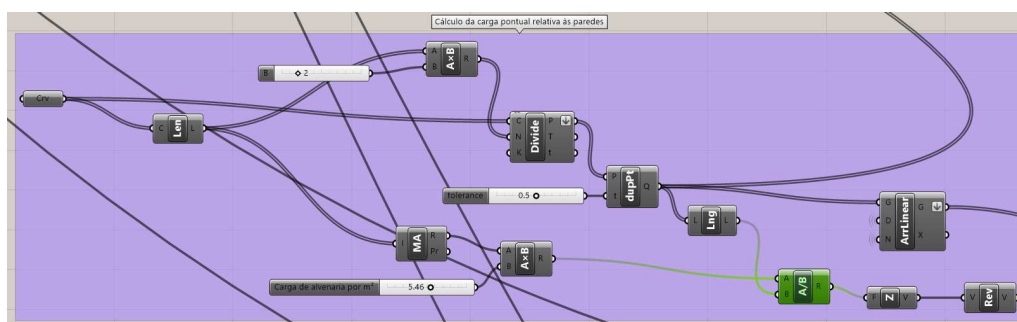 Cálculo da carga pontual relativa às paredes
B 2
A
B
A×B
R
Crv
C
Len
L
C
N
K
Divide
P
T
t
tolerance 0.5
P
t
dupPt
Q
L
Lng
L
G
D
N
ArrLinear
G
X
I
MA
R
Pr
A
B
A×B
R
Carga de alvenaria por m² 5.46
A
B
A/B
R
F
Z
V
V
Rev
V